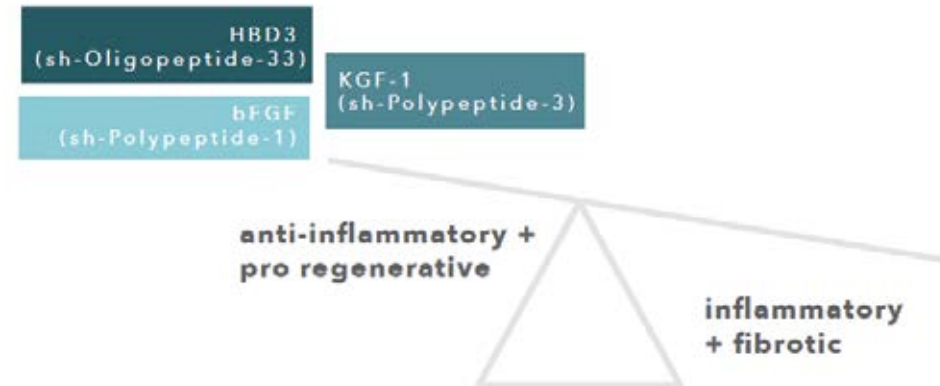 HBD3
(sh-Oligopeptide-33)
KGF-1
(sh-Polypeptide-3)
bFGF
(sh-Polypeptide-1)
anti-inflammatory +
pro regenerative
inflammatory
+ fibrotic